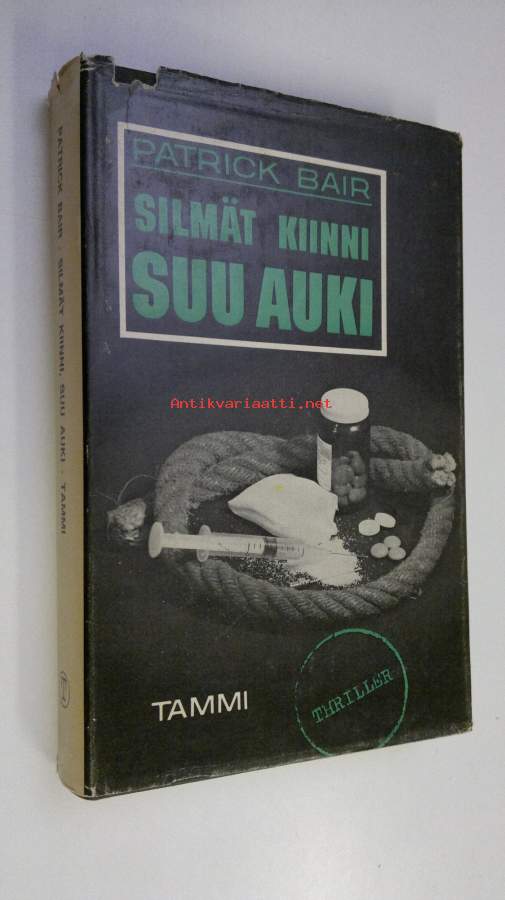 PATRICK BAIR
SILMÄT KIINNI
SUU AUKI
Antikvariaatti.net
TAMMI
THRILLER
PATRICK BAIR · SILMÄT KIINNI, SUU AUKI · TAMMI